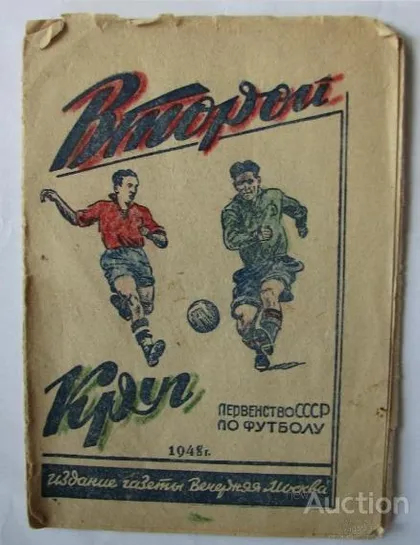 Второй
Круг
ПЕРВЕНСТВО СССР
ПО ФУТБОЛУ
1948г.
издание газеты Вечерняя Москва
Auction